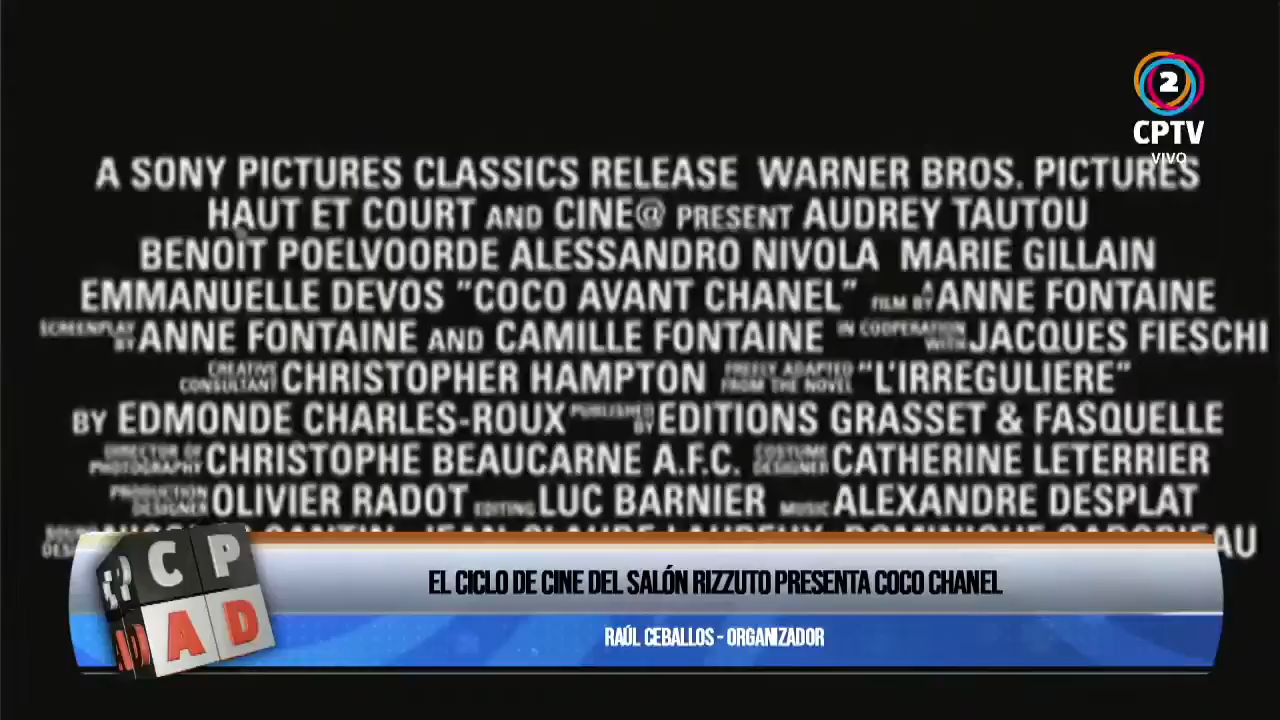 2
CPTV
VIVO
A SONY PICTURES CLASSICS RELEASE WARNER BROS. PICTURES
HAUT ET COURT AND CINE@ PRESENT AUDREY TAUTOU
BENOÎT POELVOORDE ALESSANDRO NIVOLA MARIE GILLAIN
EMMANUELLE DEVOS "COCO AVANT CHANEL" A FILM BY ANNE FONTAINE
SCREENPLAY BY ANNE FONTAINE AND CAMILLE FONTAINE IN COOPERATION WITH JACQUES FIESCHI
CREATIVE CONSULTANT CHRISTOPHER HAMPTON FREELY ADAPTED FROM THE NOVEL "L'IRREGULIERE"
BY EDMONDE CHARLES-ROUX PUBLISHED BY EDITIONS GRASSET & FASQUELLE
DIRECTOR OF PHOTOGRAPHY CHRISTOPHE BEAUCARNE A.F.C. COSTUME DESIGNER CATHERINE LETERRIER
PRODUCTION DESIGNER OLIVIER RADOT EDITING LUC BARNIER MUSIC ALEXANDRE DESPLAT
CP
AD
EL CICLO DE CINE DEL SALÓN RIZZUTO PRESENTA COCO CHANEL
RAÚL CEBALLOS - ORGANIZADOR